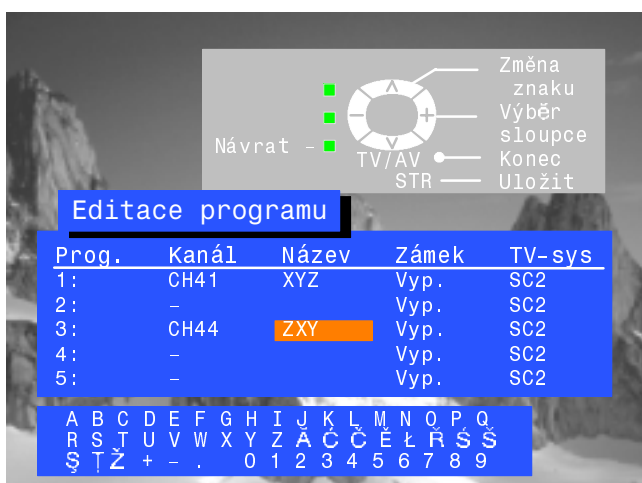 Změna
znaku
Výběr
sloupce
Návrat –
TV/AV Konec
STR Uložit
Editace programu
Prog. Kanál Název Zámek TV-sys
1: CH41 XYZ Vyp. SC2
2: – Vyp. SC2
3: CH44 ZXY Vyp. SC2
4: – Vyp. SC2
5: – Vyp. SC2
A B C D E F G H I J K L M N O P Q
R S T U V W X Y Z Ă Ć Č Ě Ł Ř Ś Š
Ş Ţ Ž + – . 0 1 2 3 4 5 6 7 8 9